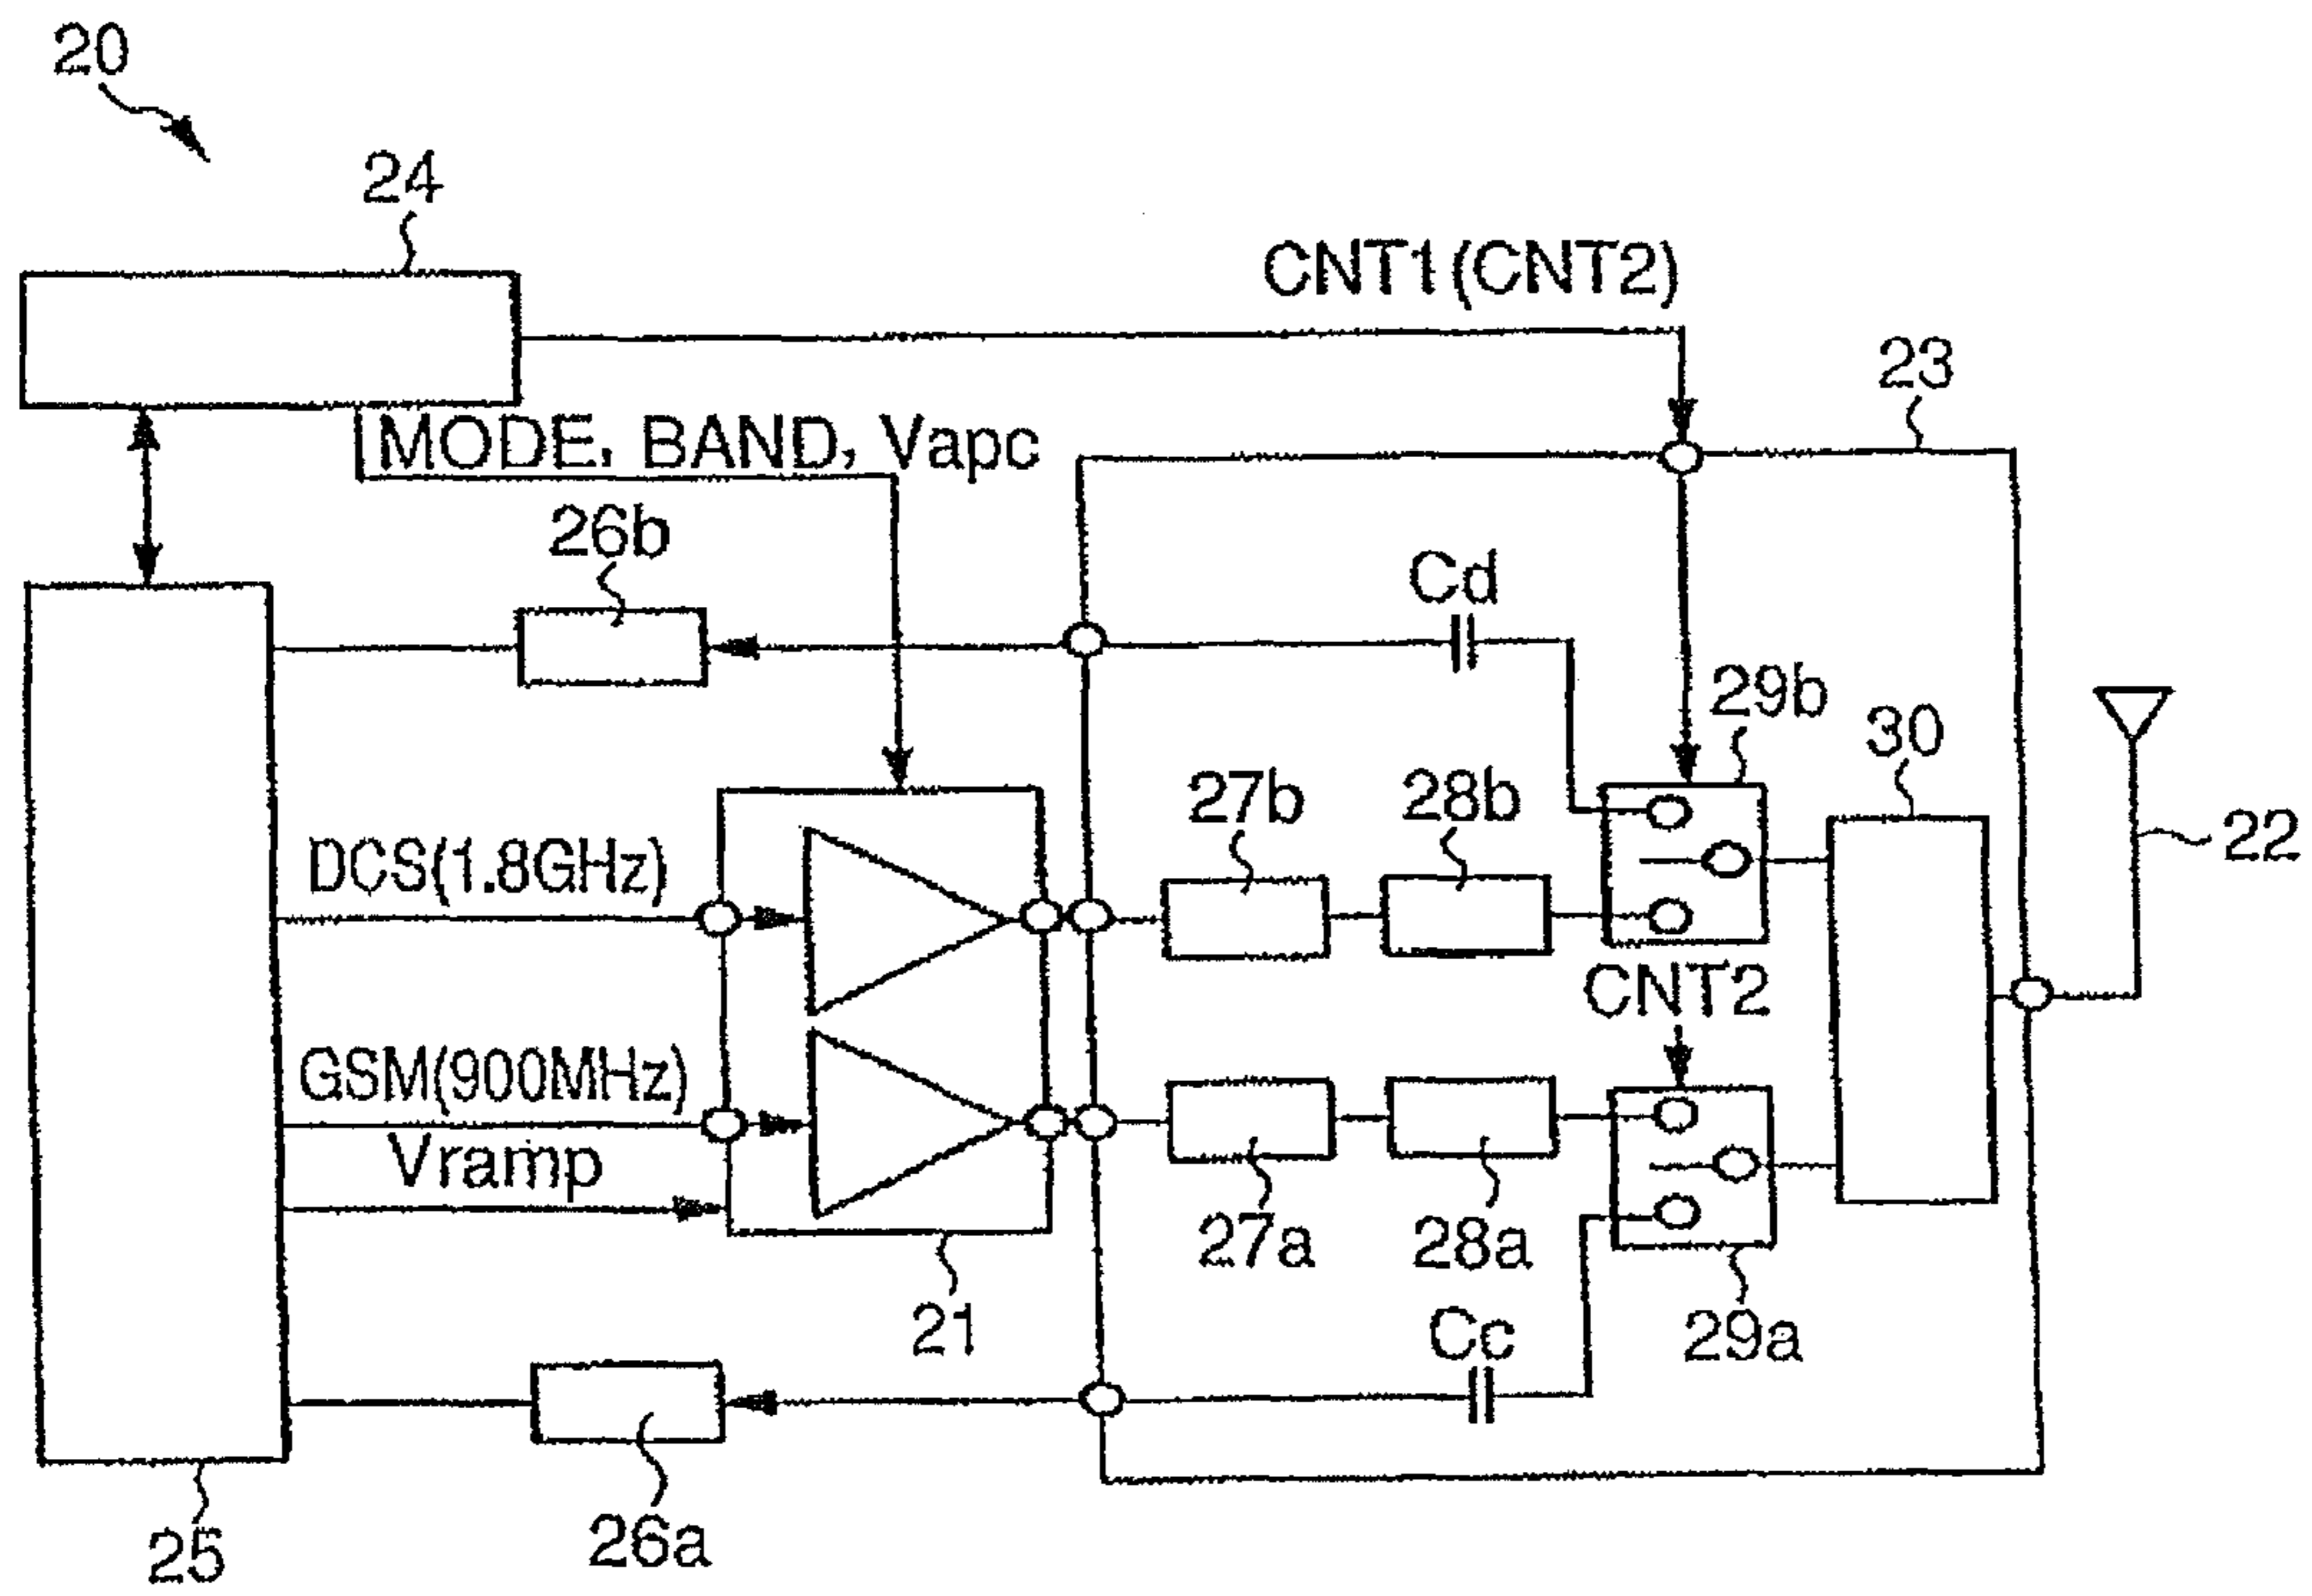 20
24
CNT1(CNT2)
23
MODE, BAND, Vapc
26b
Cd
29b
30
27b
28b
22
DCS(1.8GHz)
CNT2
GSM(900MHz)
Vramp
27a
28a
21
Cc
29a
26a
25